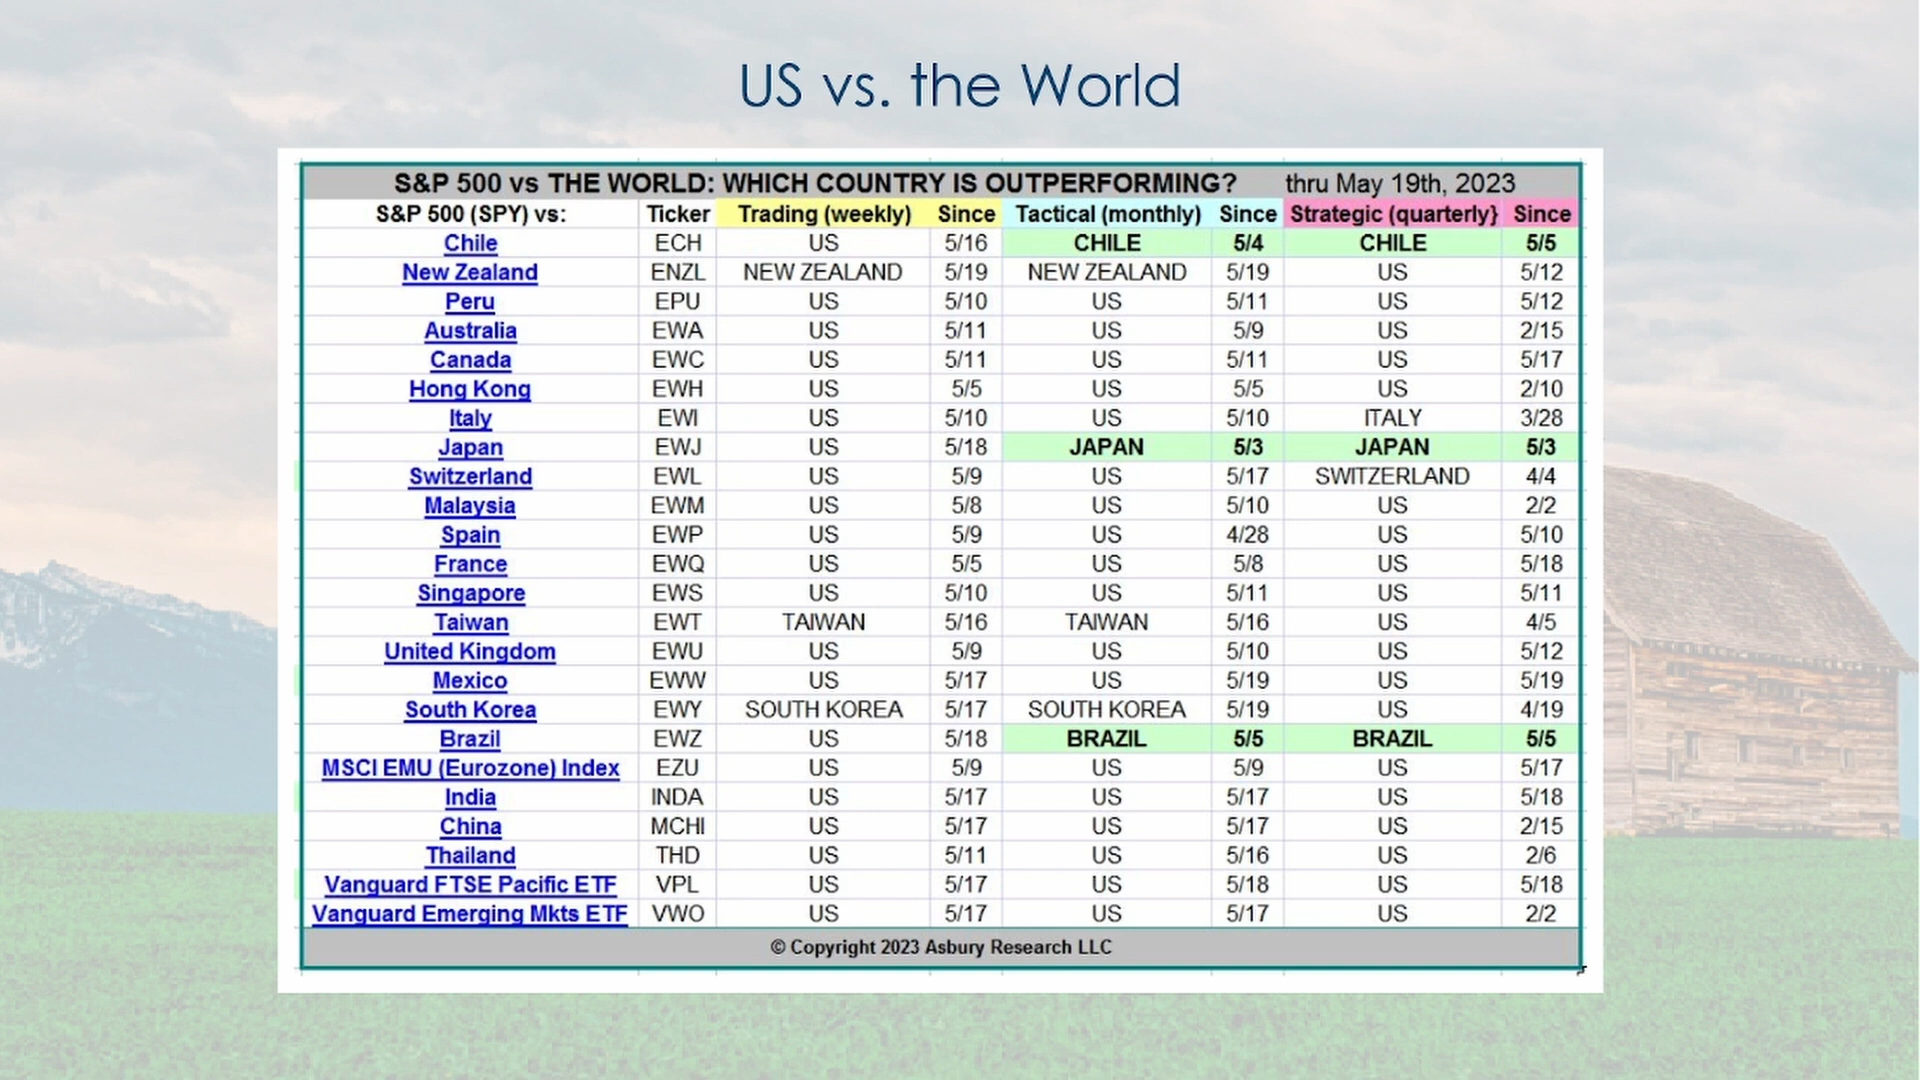 US vs. the World
S&P 500 vs THE WORLD: WHICH COUNTRY IS OUTPERFORMING? thru May 19th, 2023
S&P 500 (SPY) vs: Ticker Trading (weekly) Since Tactical (monthly) Since Strategic (quarterly} Since
Chile ECH US 5/16 CHILE 5/4 CHILE 5/5
New Zealand ENZL NEW ZEALAND 5/19 NEW ZEALAND 5/19 US 5/12
Peru EPU US 5/10 US 5/11 US 5/12
Australia EWA US 5/11 US 5/9 US 2/15
Canada EWC US 5/11 US 5/11 US 5/17
Hong Kong EWH US 5/5 US 5/5 US 2/10
Italy EWI US 5/10 US 5/10 ITALY 3/28
Japan EWJ US 5/18 JAPAN 5/3 JAPAN 5/3
Switzerland EWL US 5/9 US 5/17 SWITZERLAND 4/4
Malaysia EWM US 5/8 US 5/10 US 2/2
Spain EWP US 5/9 US 4/28 US 5/10
France EWQ US 5/5 US 5/8 US 5/18
Singapore EWS US 5/10 US 5/11 US 5/11
Taiwan EWT TAIWAN 5/16 TAIWAN 5/16 US 4/5
United Kingdom EWU US 5/9 US 5/10 US 5/12
Mexico EWW US 5/17 US 5/19 US 5/19
South Korea EWY SOUTH KOREA 5/17 SOUTH KOREA 5/19 US 4/19
Brazil EWZ US 5/18 BRAZIL 5/5 BRAZIL 5/5
MSCI EMU (Eurozone) Index EZU US 5/9 US 5/9 US 5/17
India INDA US 5/17 US 5/17 US 5/18
China MCHI US 5/17 US 5/17 US 2/15
Thailand THD US 5/11 US 5/16 US 2/6
Vanguard FTSE Pacific ETF VPL US 5/17 US 5/18 US 5/18
Vanguard Emerging Mkts ETF VWO US 5/17 US 5/17 US 2/2
© Copyright 2023 Asbury Research LLC